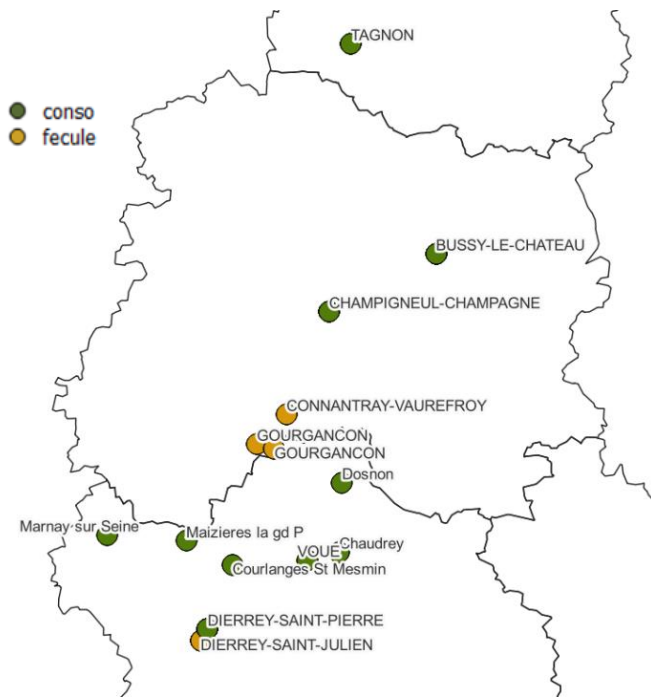 TAGNON
conso
fecule
BUSSY-LE-CHATEAU
CHAMPIGNEUL-CHAMPAGNE
CONNANTRAY-VAUREFROY
GOURGANCON
GOURGANCON
Dosnon
Marnay sur Seine
Maizieres la gd P
VOUE
Chaudrey
Courlanges St Mesmin
DIERREY-SAINT-PIERRE
DIERREY-SAINT-JULIEN